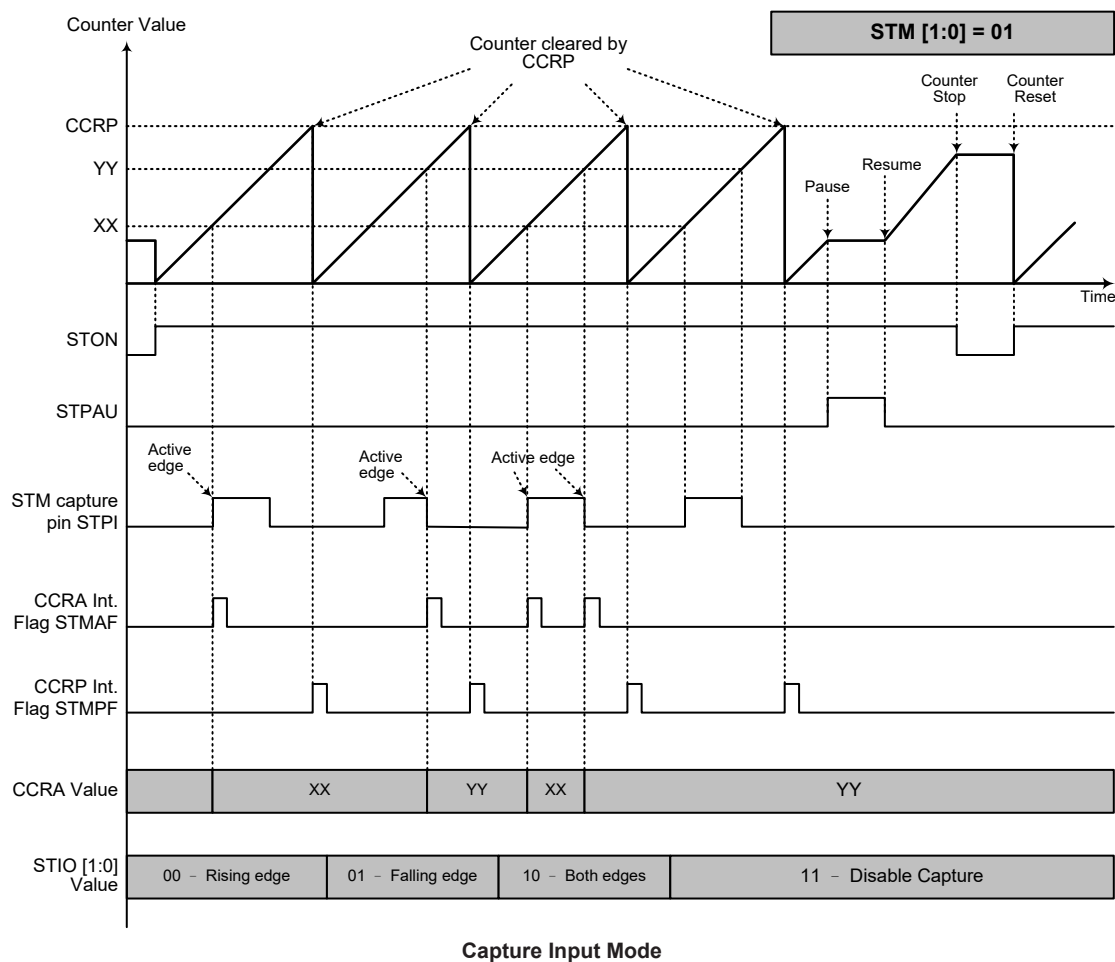 Counter Value
STM [1:0] = 01
Counter cleared by
CCRP
Counter
Stop
Counter
Reset
CCRP
YY
Resume
Pause
XX
Time
STON
STPAU
Active
edge
Active
edge
Active edge
STM capture
pin STPI
CCRA Int.
Flag STMAF
CCRP Int.
Flag STMPF
CCRA Value
XX
YY
XX
YY
STIO [1:0]
Value
00 – Rising edge
01 – Falling edge
10 – Both edges
11 – Disable Capture
Capture Input Mode